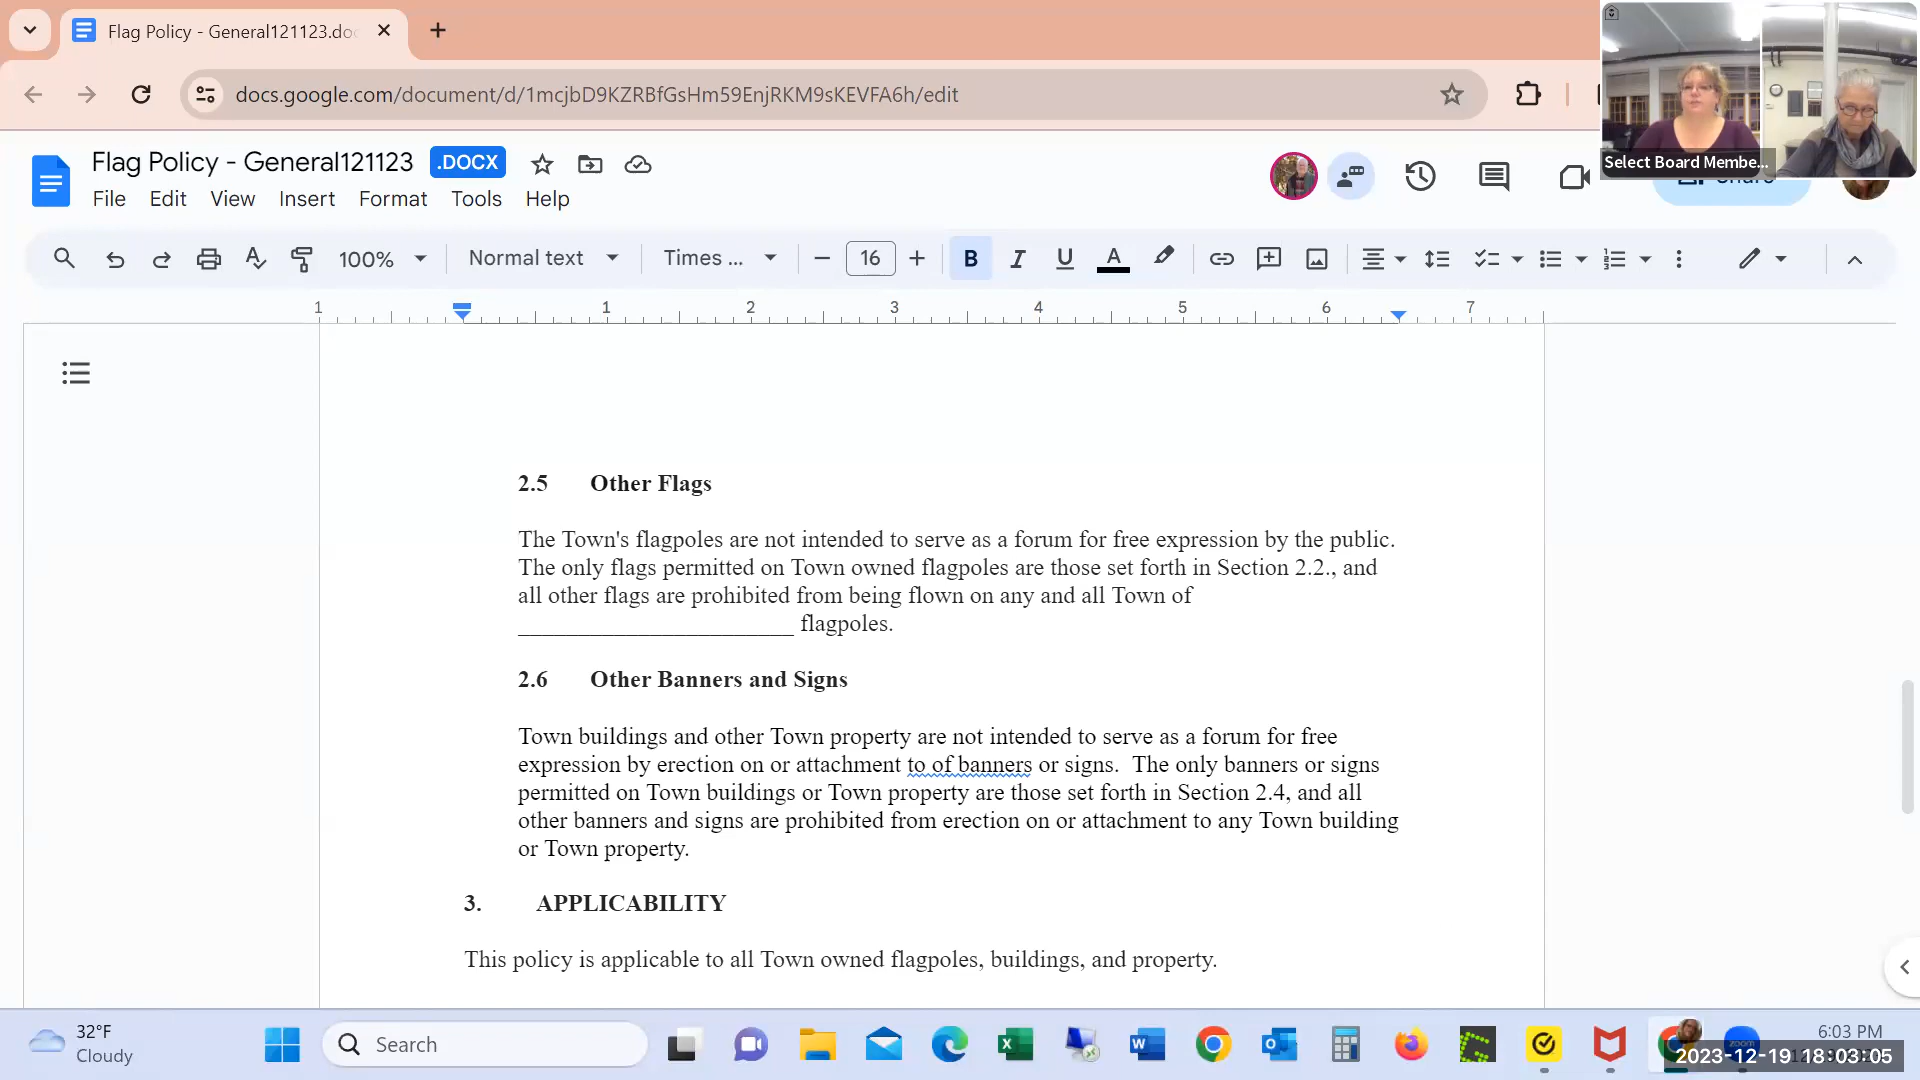 Flag Policy - General121123.doc
docs.google.com/document/d/1mcjbD9KZRBfGsHm59EnjRKM9sKEVFA6h/edit
Select Board Membe...
Flag Policy - General121123 .DOCX
File Edit View Insert Format Tools Help
100% Normal text Times ... 16 B I U A
1 1 2 3 4 5 6 7
2.5 Other Flags
The Town's flagpoles are not intended to serve as a forum for free expression by the public.
The only flags permitted on Town owned flagpoles are those set forth in Section 2.2., and
all other flags are prohibited from being flown on any and all Town of
_______________________ flagpoles.
2.6 Other Banners and Signs
Town buildings and other Town property are not intended to serve as a forum for free
expression by erection on or attachment to of banners or signs. The only banners or signs
permitted on Town buildings or Town property are those set forth in Section 2.4, and all
other banners and signs are prohibited from erection on or attachment to any Town building
or Town property.
3. APPLICABILITY
This policy is applicable to all Town owned flagpoles, buildings, and property.
32°F
Cloudy
Search
6:03 PM
2023-12-19 18:03:05